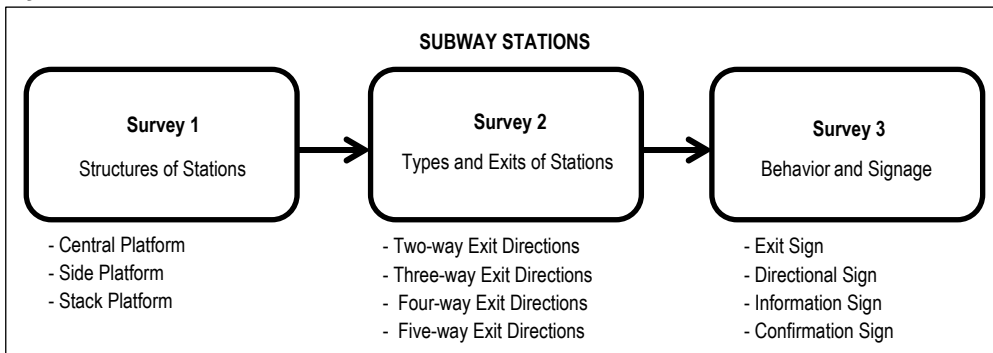 SUBWAY STATIONS
Survey 1
Structures of Stations
- Central Platform
- Side Platform
- Stack Platform
Survey 2
Types and Exits of Stations
- Two-way Exit Directions
- Three-way Exit Directions
- Four-way Exit Directions
- Five-way Exit Directions
Survey 3
Behavior and Signage
- Exit Sign
- Directional Sign
- Information Sign
- Confirmation Sign